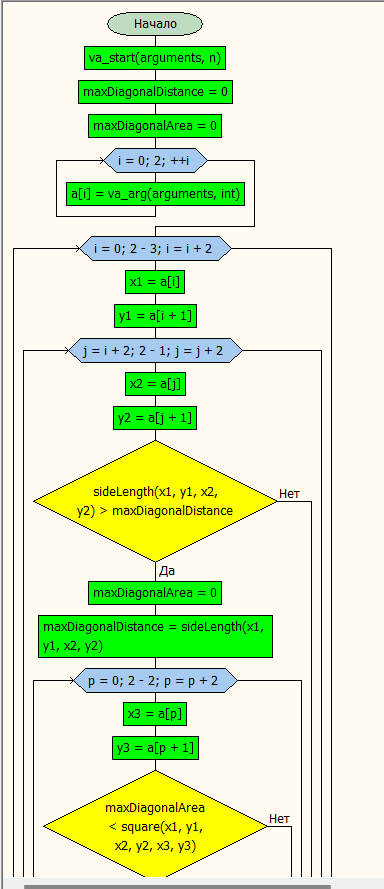 Начало
va_start(arguments, n)
maxDiagonalDistance = 0
maxDiagonalArea = 0
i = 0; 2; ++i
a[i] = va_arg(arguments, int)
i = 0; 2 - 3; i = i + 2
x1 = a[i]
y1 = a[i + 1]
j = i + 2; 2 - 1; j = j + 2
x2 = a[j]
y2 = a[j + 1]
sideLength(x1, y1, x2,
y2) > maxDiagonalDistance
Нет
Да
maxDiagonalArea = 0
maxDiagonalDistance = sideLength(x1,
y1, x2, y2)
p = 0; 2 - 2; p = p + 2
x3 = a[p]
y3 = a[p + 1]
maxDiagonalArea
< square(x1, y1,
x2, y2, x3, y3)
Нет